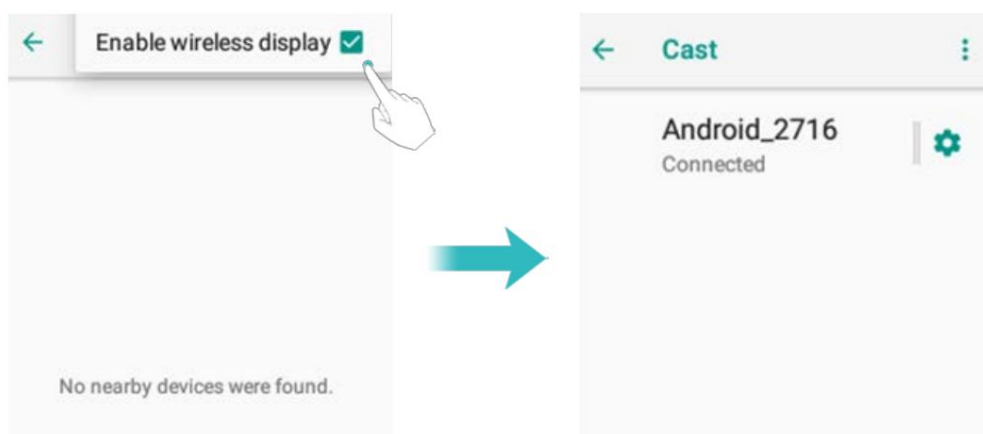 Enable wireless display
No nearby devices were found.
Cast
Android_2716
Connected